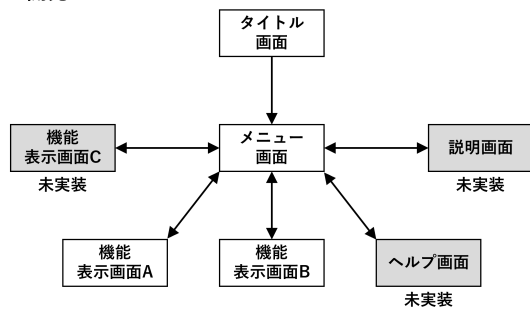 タイトル
画面
機能
表示画面C
未実装
メニュー
画面
説明画面
未実装
機能
表示画面A
機能
表示画面B
ヘルプ画面
未実装